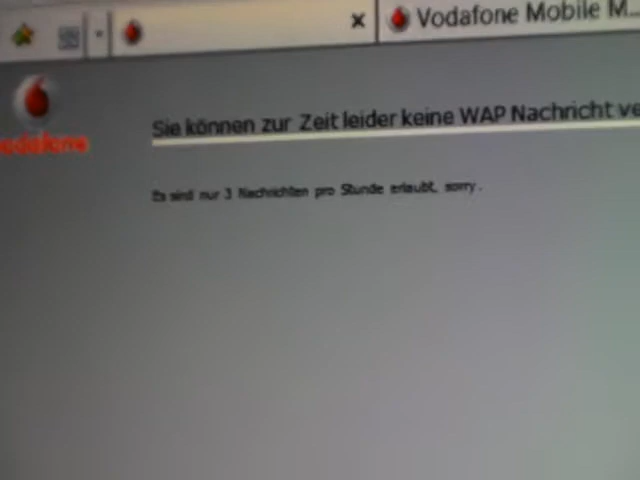 Vodafone Mobile M...
vodafone
Sie können zur Zeit leider keine WAP Nachricht ve
Es sind nur 3 Nachrichten pro Stunde erlaubt, sorry.